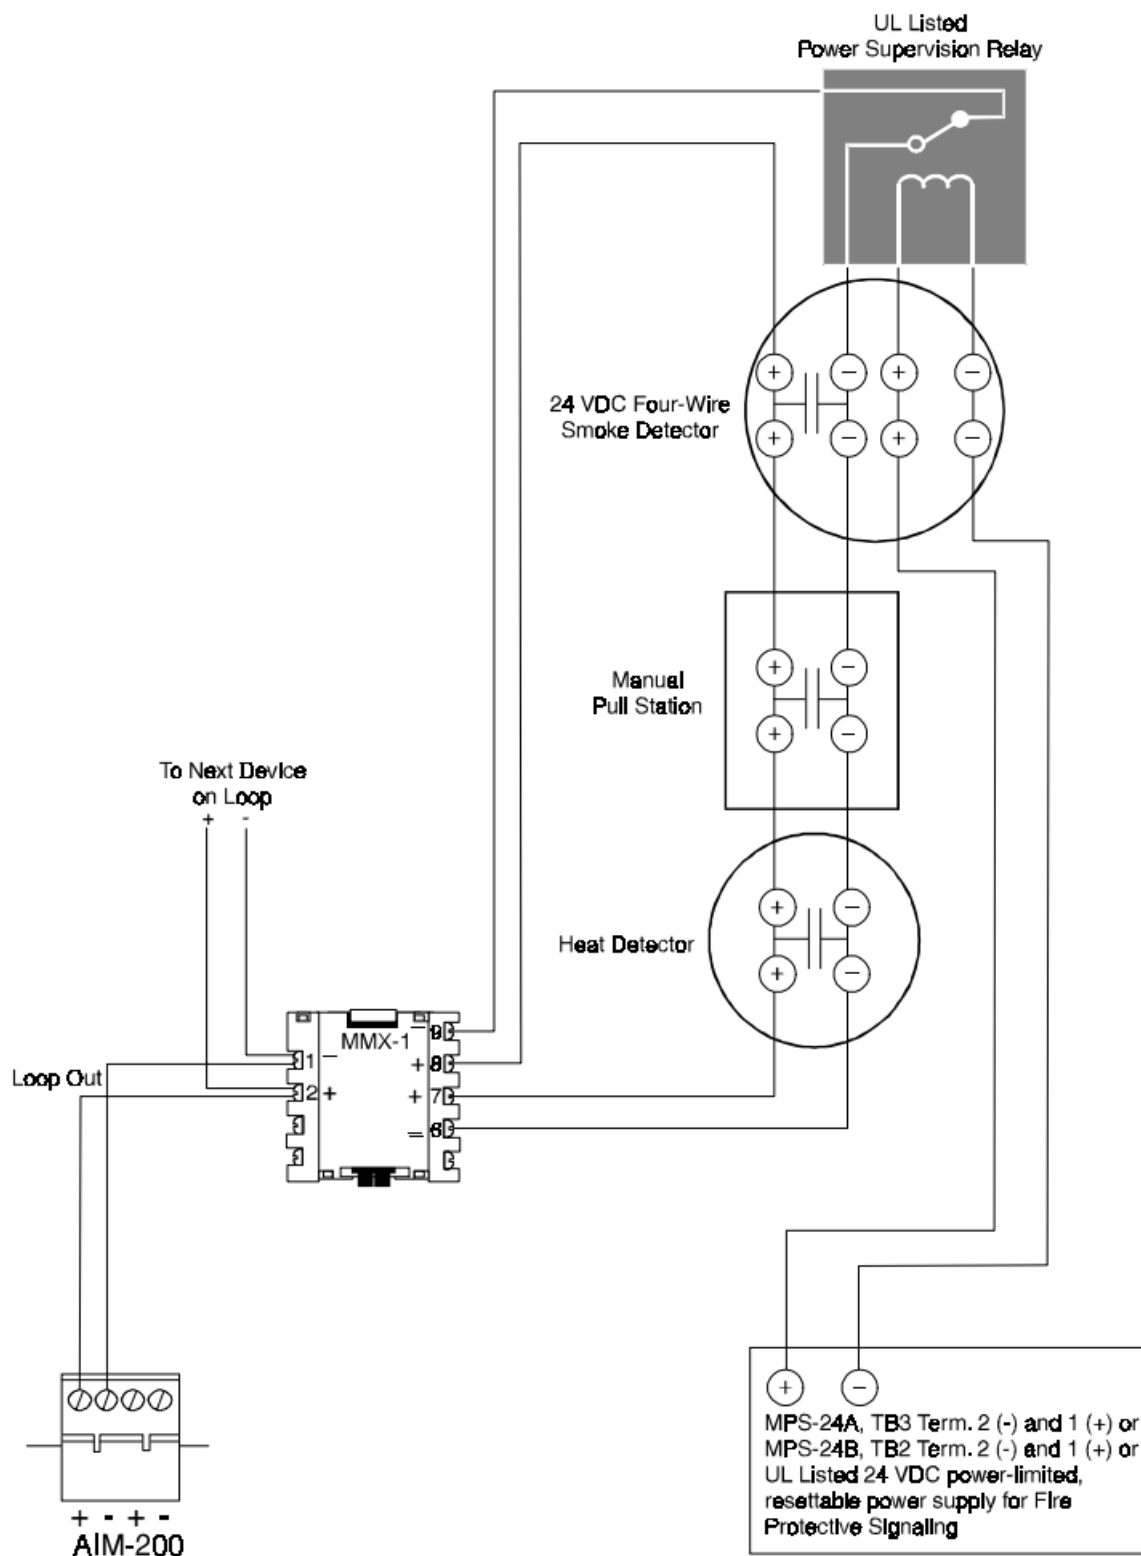 UL Listed
Power Supervision Relay
24 VDC Four-Wire
Smoke Detector
Manual
Pull Station
To Next Device
on Loop
+ -
Heat Detector
MMX-1
- 9
1 -
+ 8
Loop Out
2 +
+ 7
- 6
MPS-24A, TB3 Term. 2 (-) and 1 (+) or
MPS-24B, TB2 Term. 2 (-) and 1 (+) or
UL Listed 24 VDC power-limited,
resettable power supply for Fire
Protective Signaling
+ - + -
AIM-200